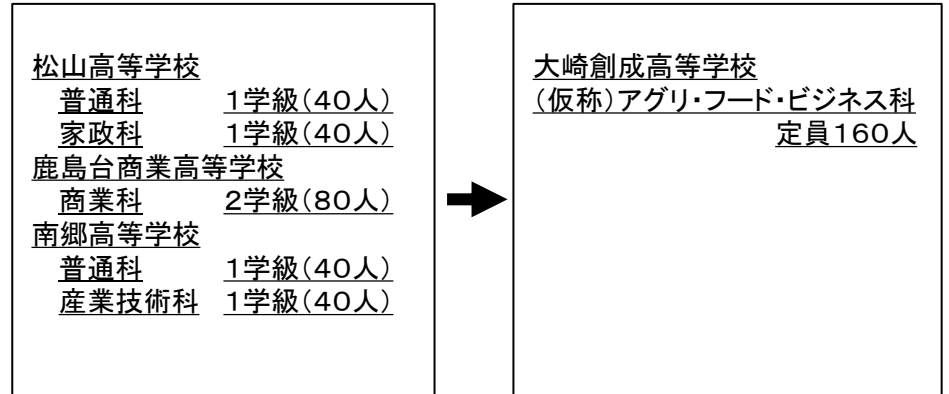 松山高等学校
普通科 1学級(40人)
家政科 1学級(40人)
鹿島台商業高等学校
商業科 2学級(80人)
南郷高等学校
普通科 1学級(40人)
産業技術科 1学級(40人)
大崎創成高等学校
(仮称)アグリ・フード・ビジネス科
定員160人